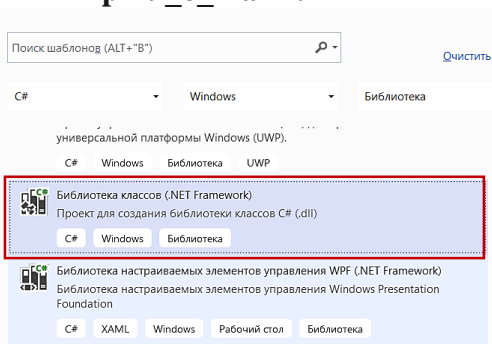 Поиск шаблонов (ALT+"B")
Очистить
C# Windows Библиотека
универсальной платформы Windows (UWP).
C# Windows Библиотека UWP
Библиотека классов (.NET Framework)
Проект для создания библиотеки классов C# (.dll)
C# Windows Библиотека
Библиотека настраиваемых элементов управления WPF (.NET Framework)
Библиотека настраиваемых элементов управления Windows Presentation
Foundation
C# XAML Windows Рабочий стол Библиотека